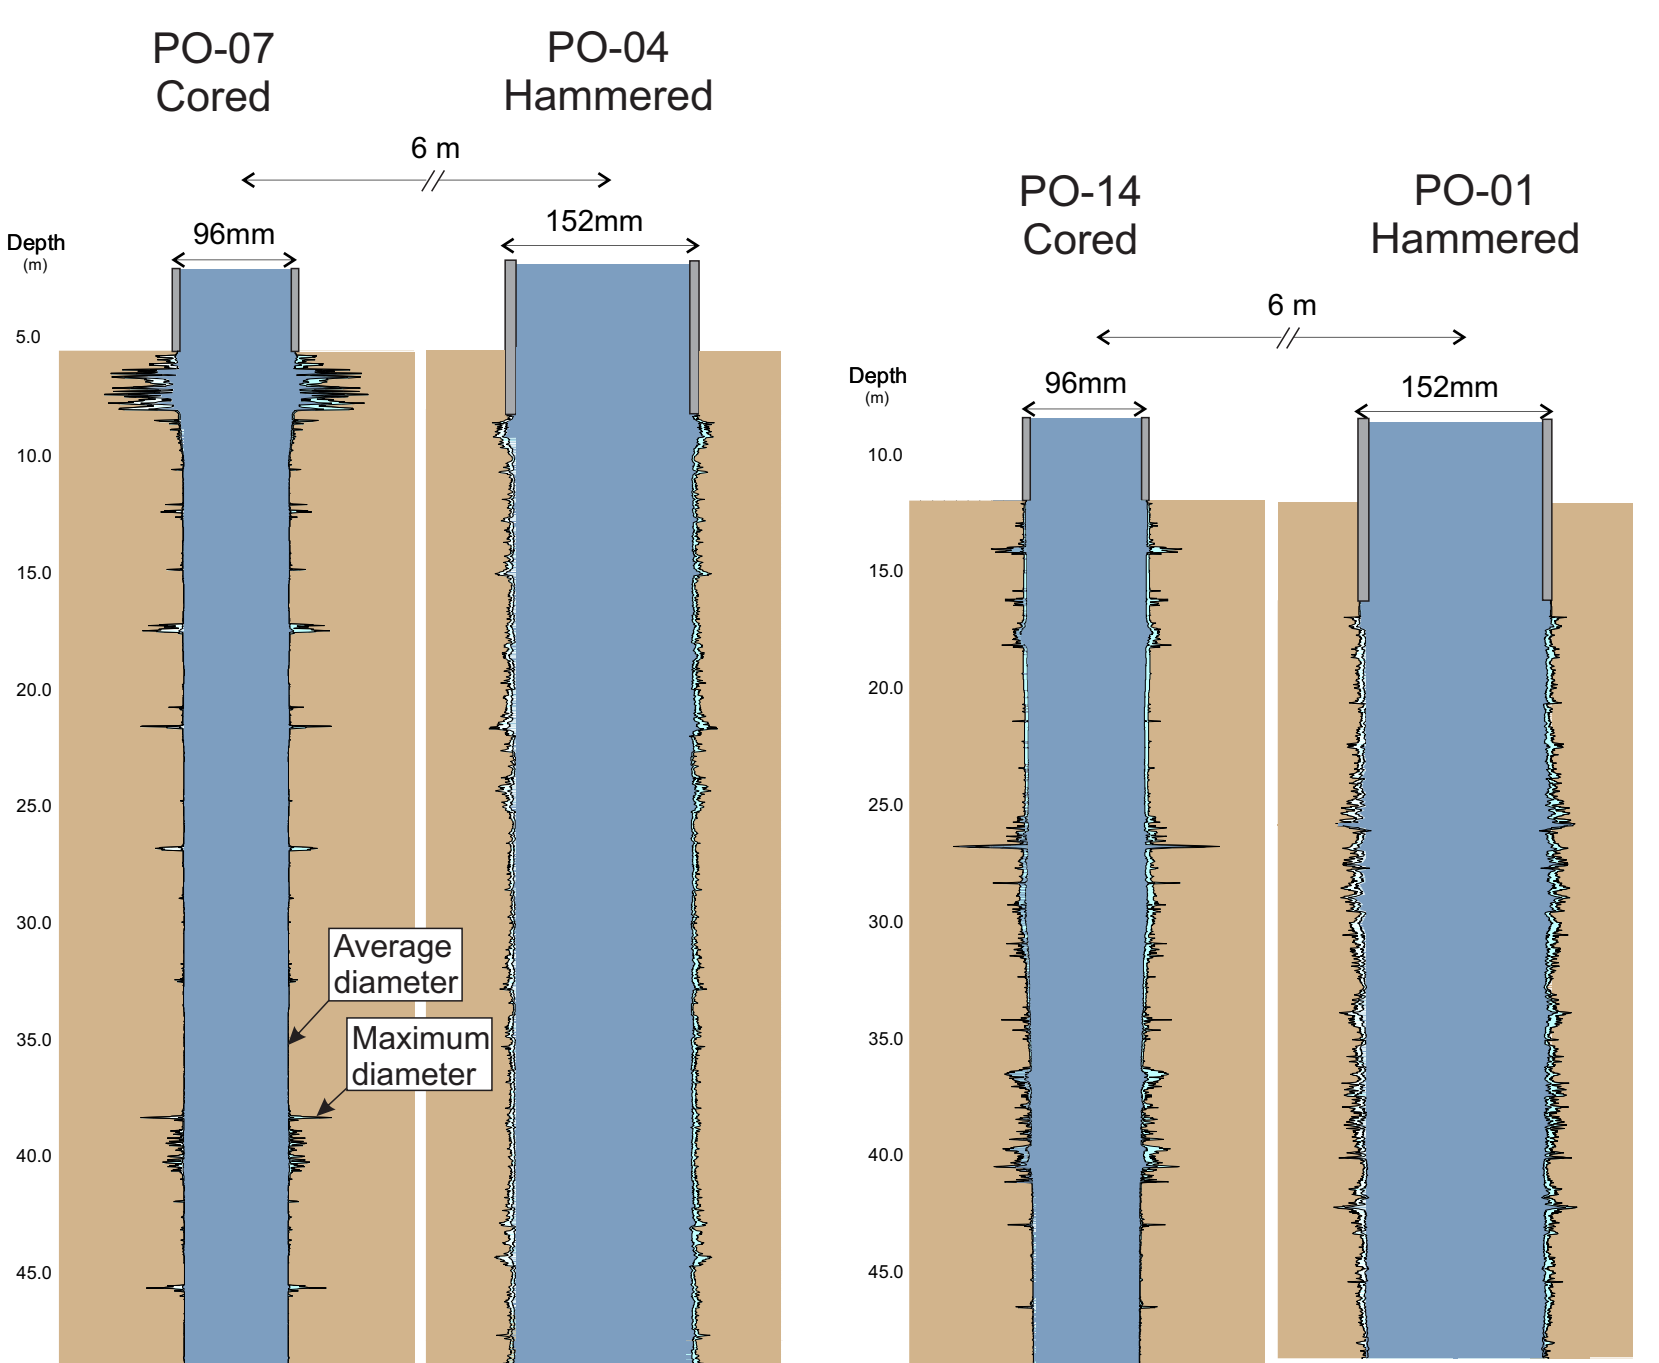 PO-07
Cored
PO-04
Hammered
6 m
152mm
96mm
Depth
(m)
5.0
10.0
15.0
20.0
25.0
30.0
35.0
40.0
45.0
Average
diameter
Maximum
diameter
PO-14
Cored
PO-01
Hammered
6 m
Depth
(m)
96mm
152mm
10.0
15.0
20.0
25.0
30.0
35.0
40.0
45.0